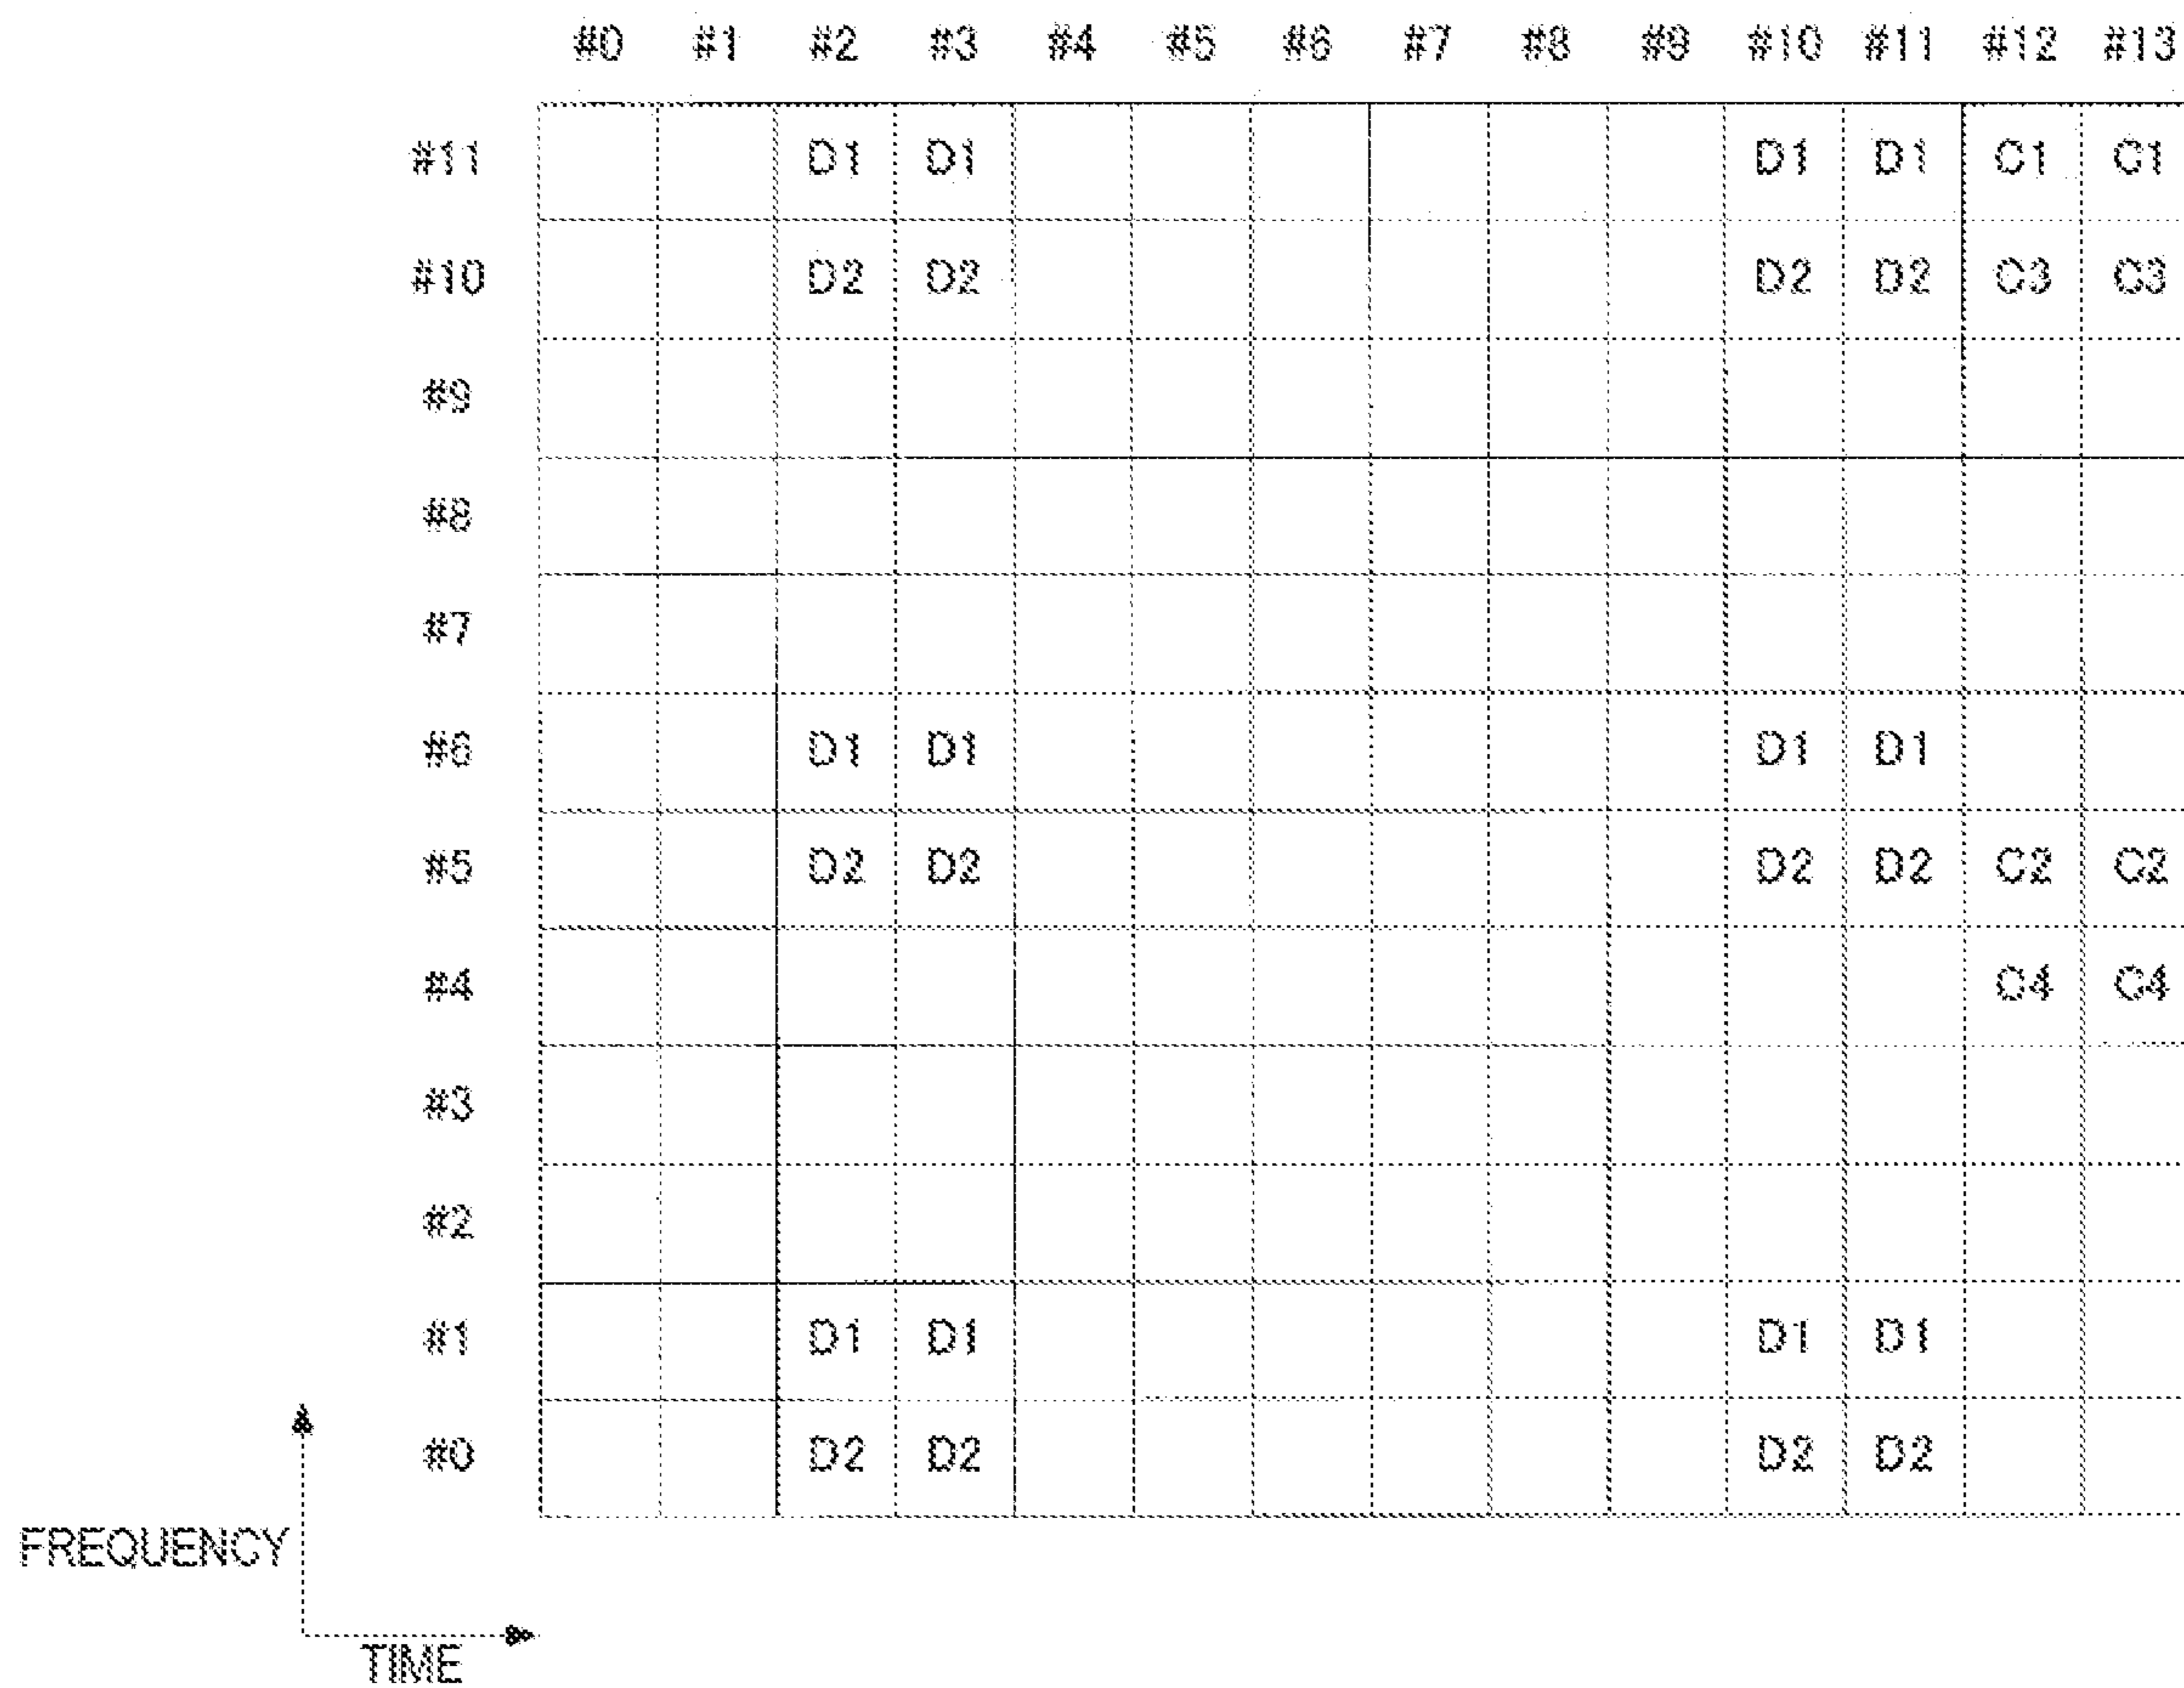 #0 #1 #2 #3 #4 #5 #6 #7 #8 #9 #10 #11 #12 #13
#11 D1 D1 D1 D1 C1 C1
#10 D2 D2 D2 D2 C3 C3
#9
#8
#7
#6 D1 D1 D1 D1
#5 D2 D2 D2 D2 C2 C2
#4 C4 C4
#3
#2
#1 D1 D1 D1 D1
#0 D2 D2 D2 D2
FREQUENCY
TIME